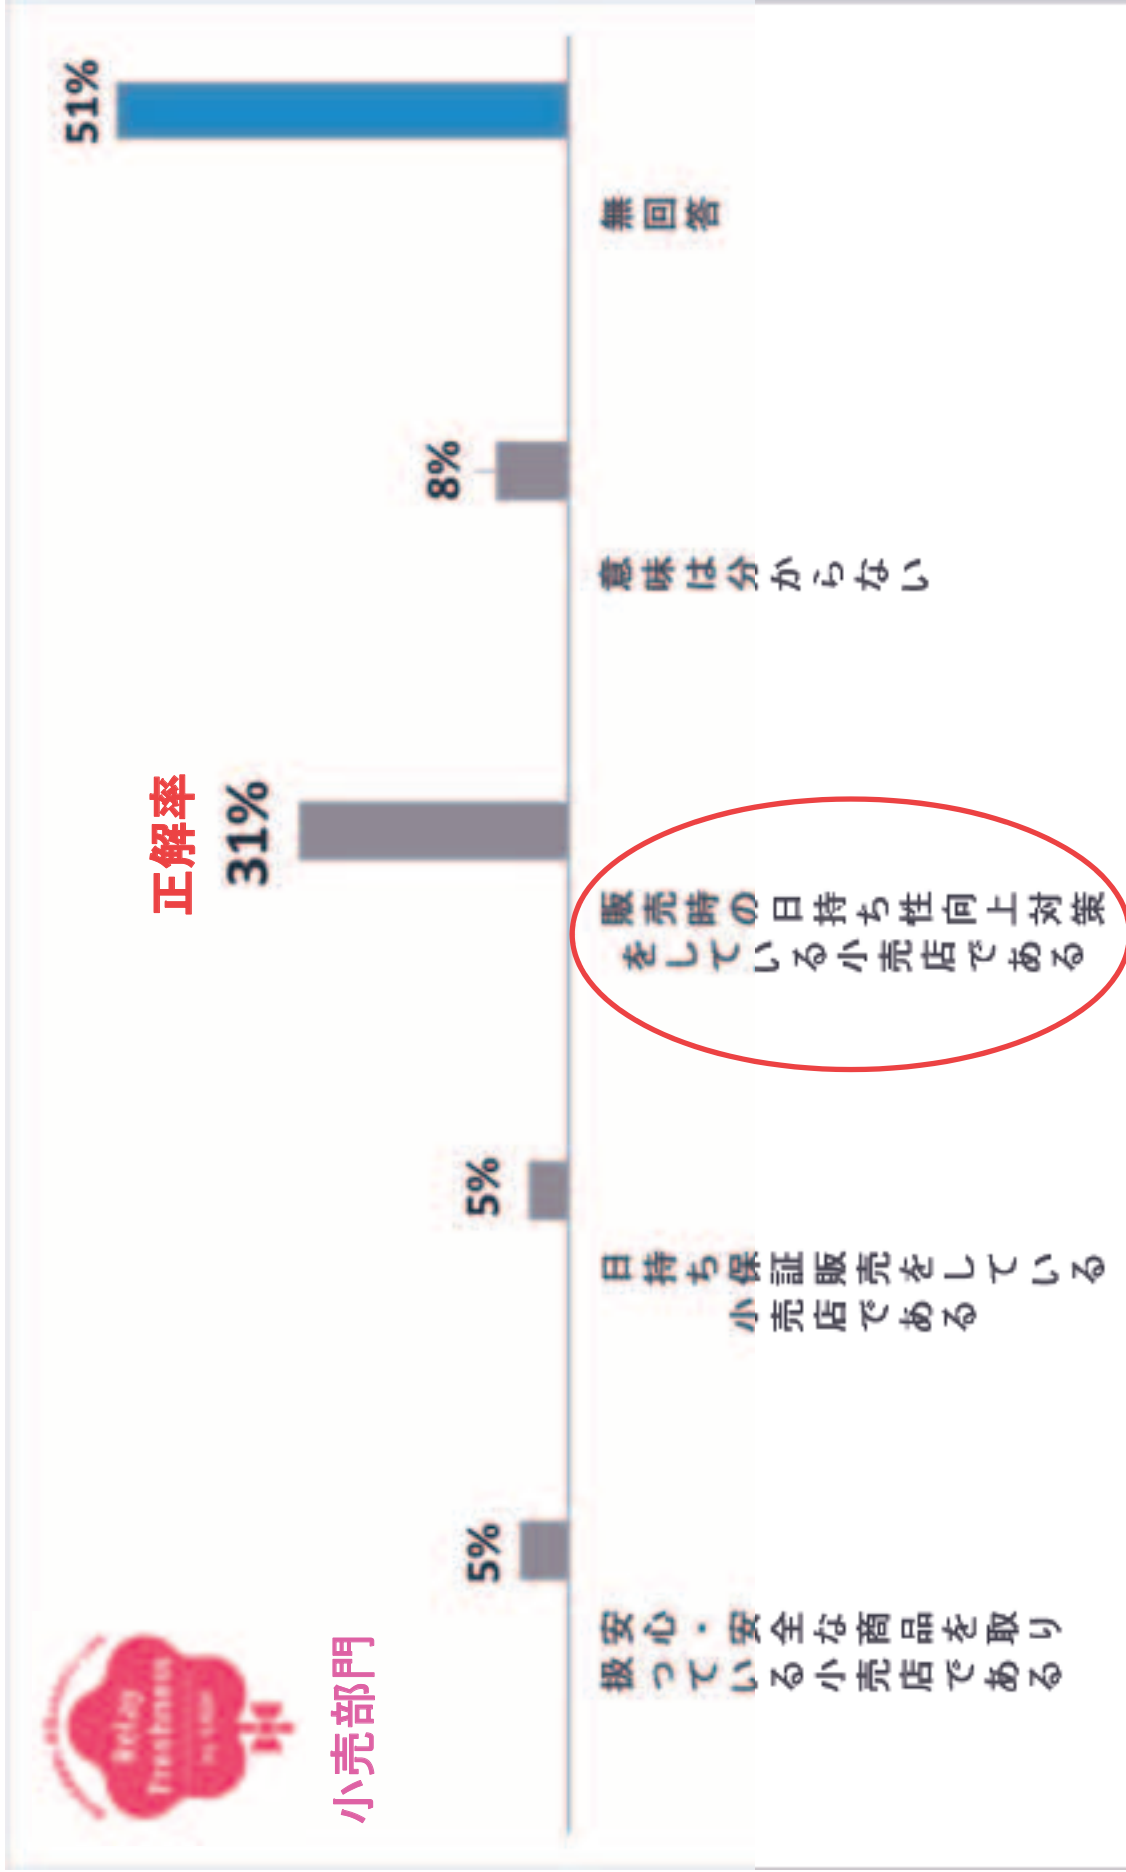 Relay
Freshness
小売部門
正解率
5%
5%
31%
8%
51%
安心・安全な商品を取り
扱っている小売店である
日持ち保証販売をしている
小売店である
販売時の日持ち性向上対策
をしている小売店である
意味は分からない
無回答